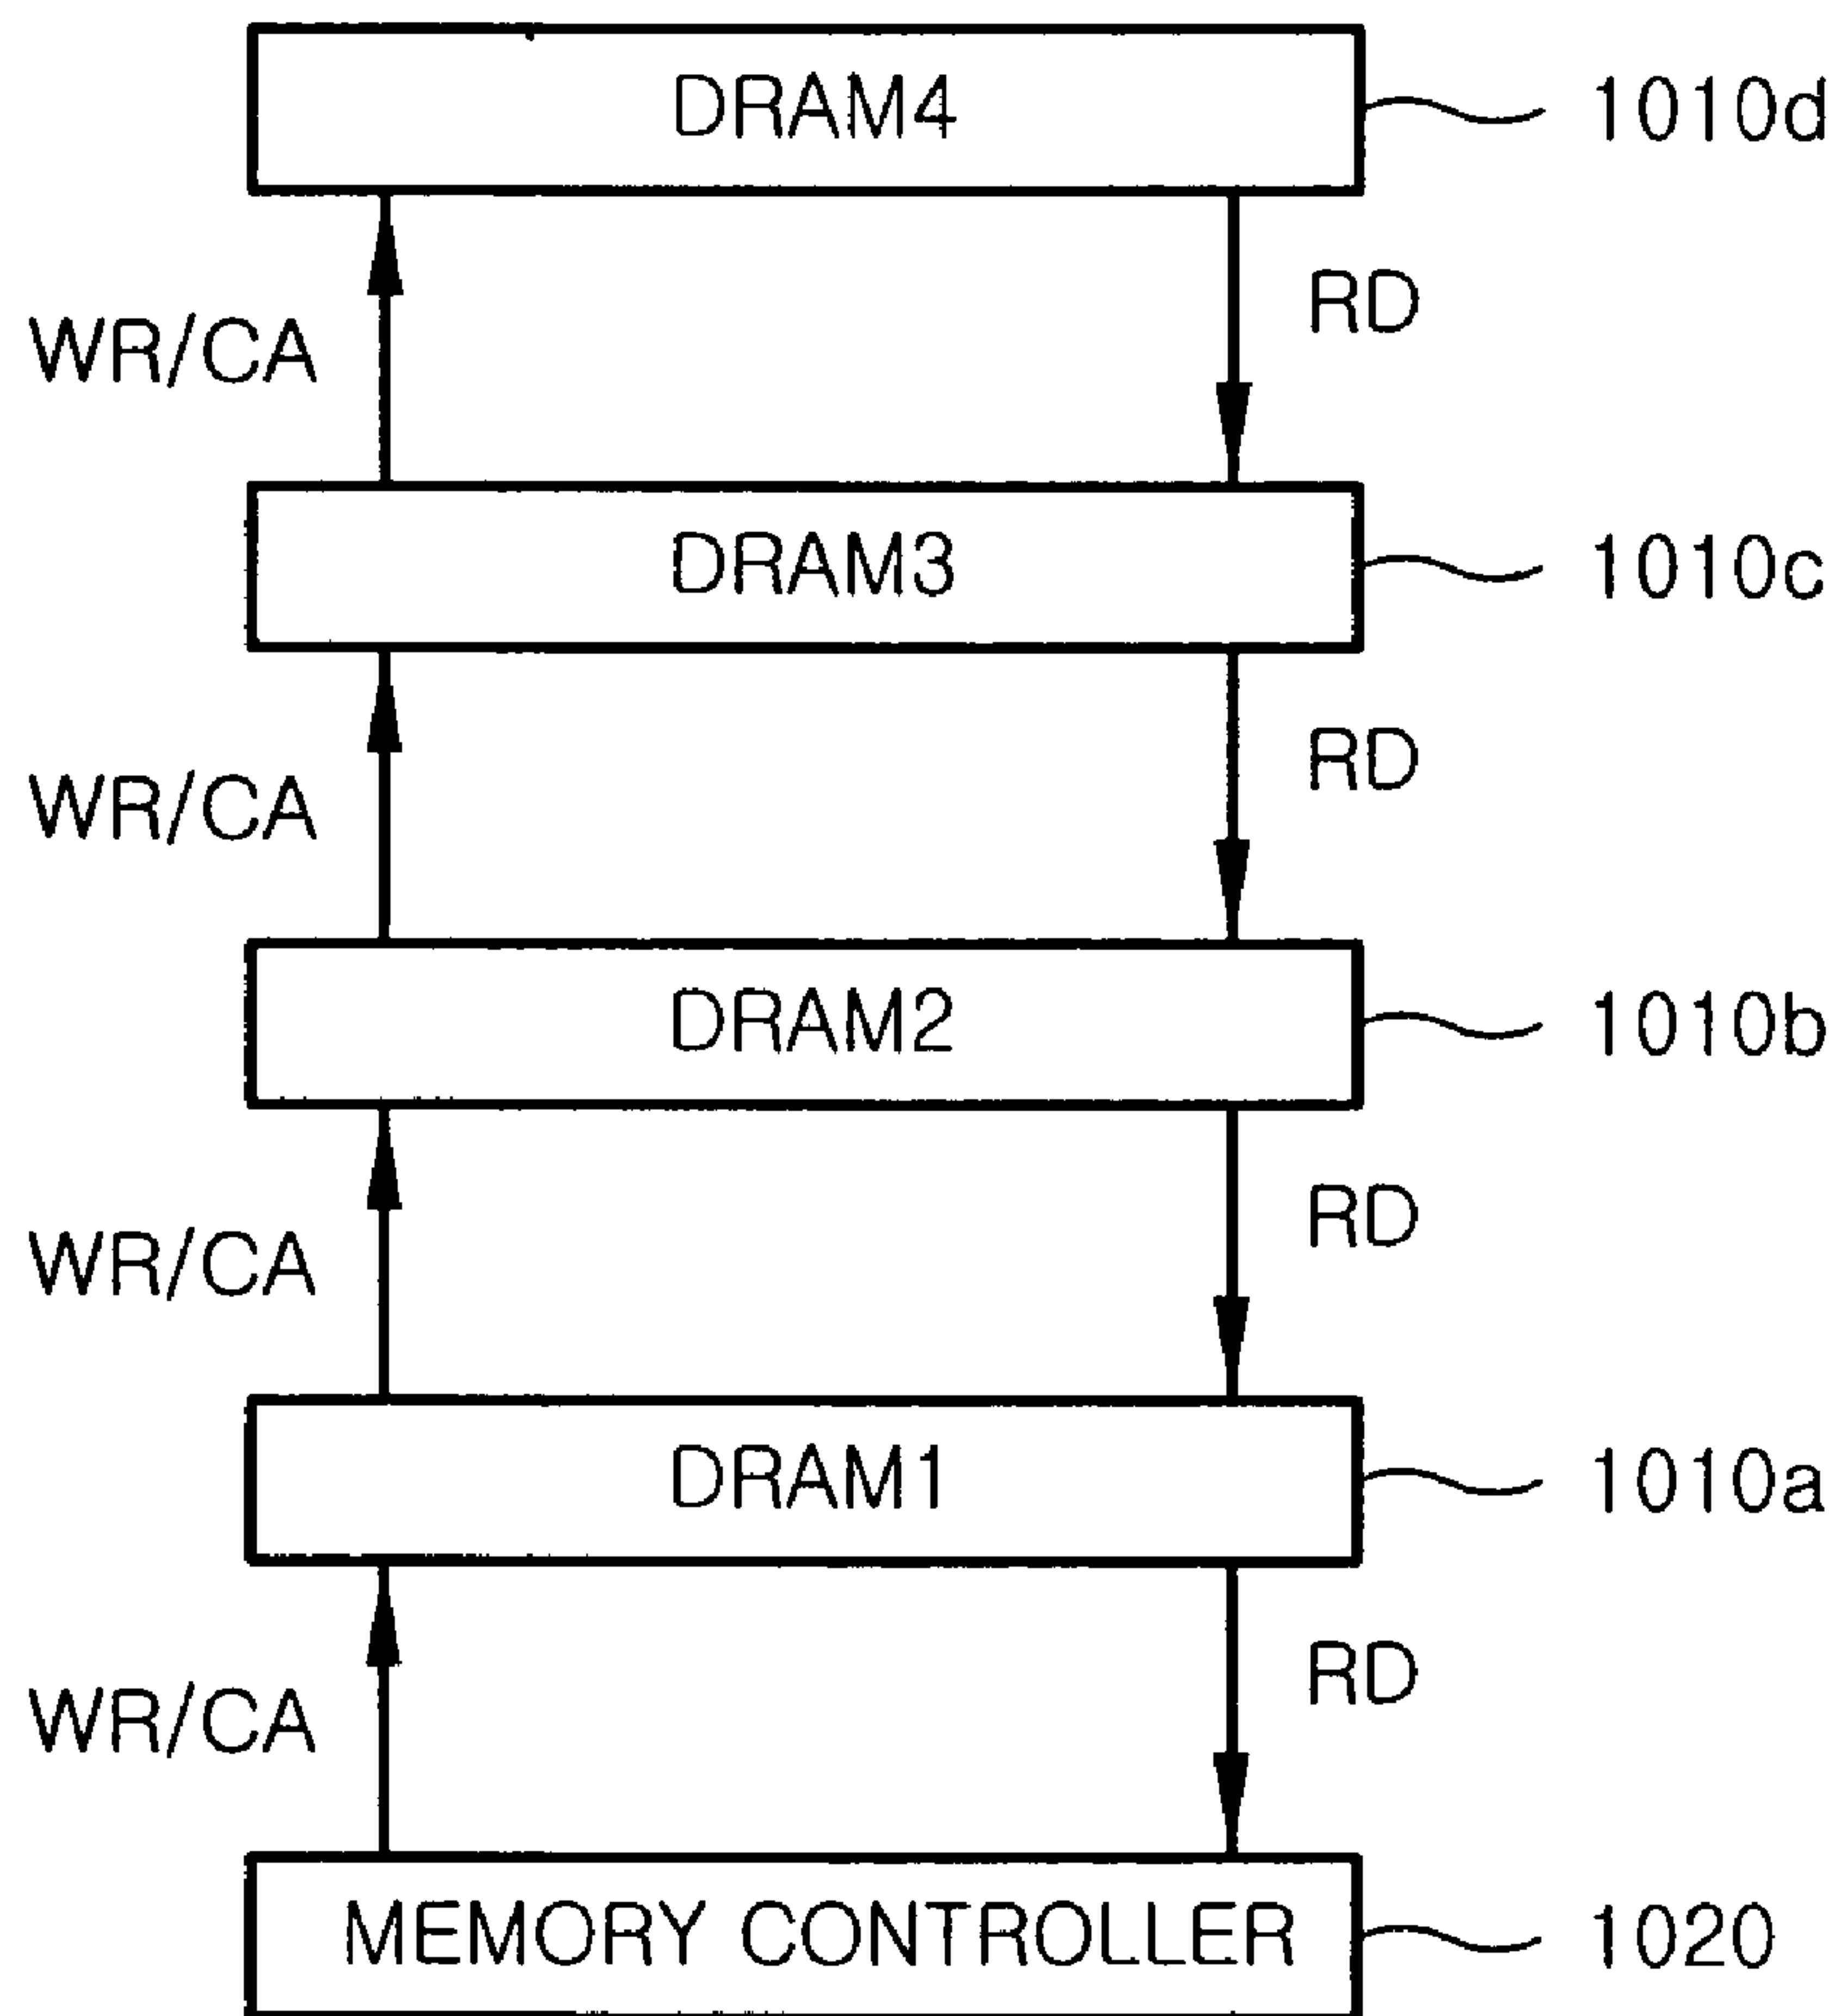 DRAM4
1010d
RD
WR/CA
DRAM3
1010c
RD
WR/CA
DRAM2
1010b
RD
WR/CA
DRAM1
1010a
RD
WR/CA
MEMORY CONTROLLER
1020